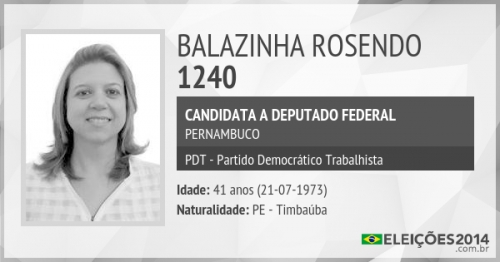 BALAZINHA ROSENDO
1240
CANDIDATA A DEPUTADO FEDERAL
PERNAMBUCO
PDT - Partido Democrático Trabalhista
Idade: 41 anos (21-07-1973)
Naturalidade: PE - Timbaúba
ELEIÇÕES2014
.com.br